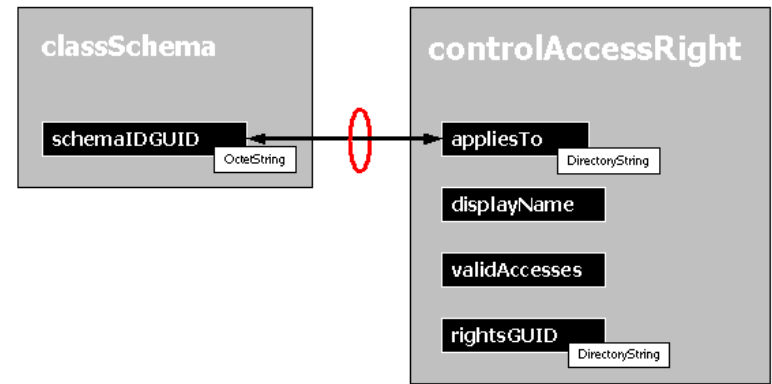 classSchema
schemaIDGUID
OctetString
controlAccessRight
appliesTo
DirectoryString
displayName
validAccesses
rightsGUID
DirectoryString